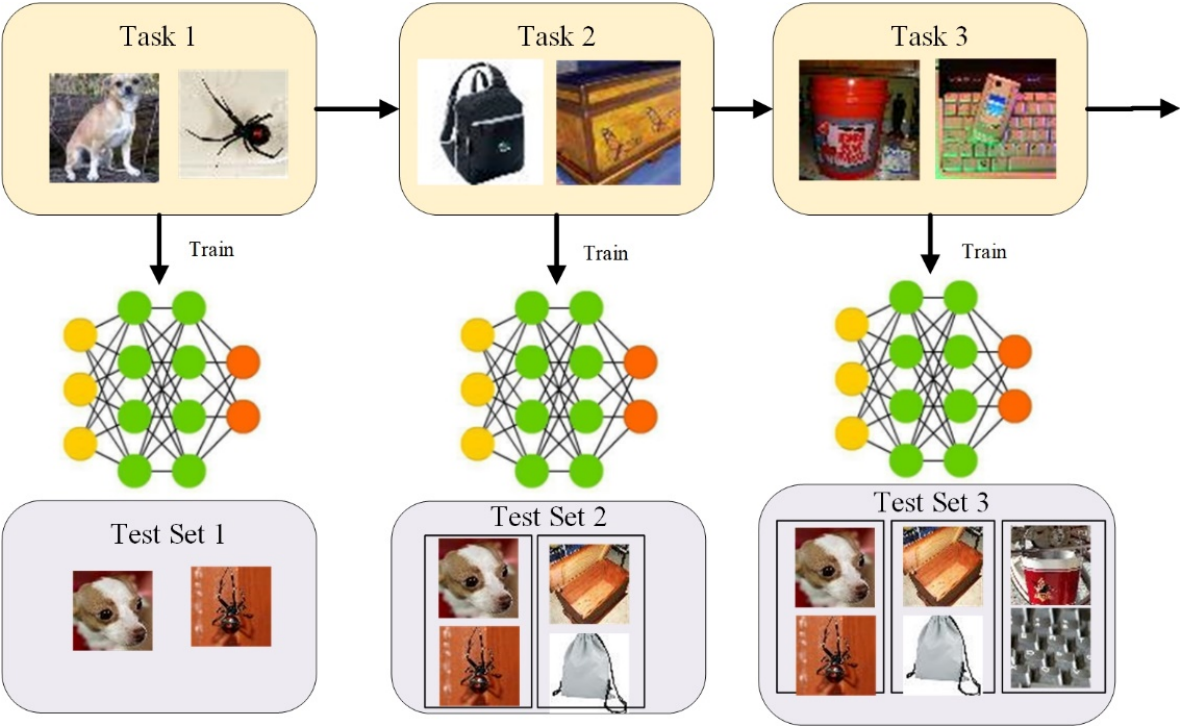 Task 1
Task 2
Task 3
Train
Train
Train
Test Set 1
Test Set 2
Test Set 3